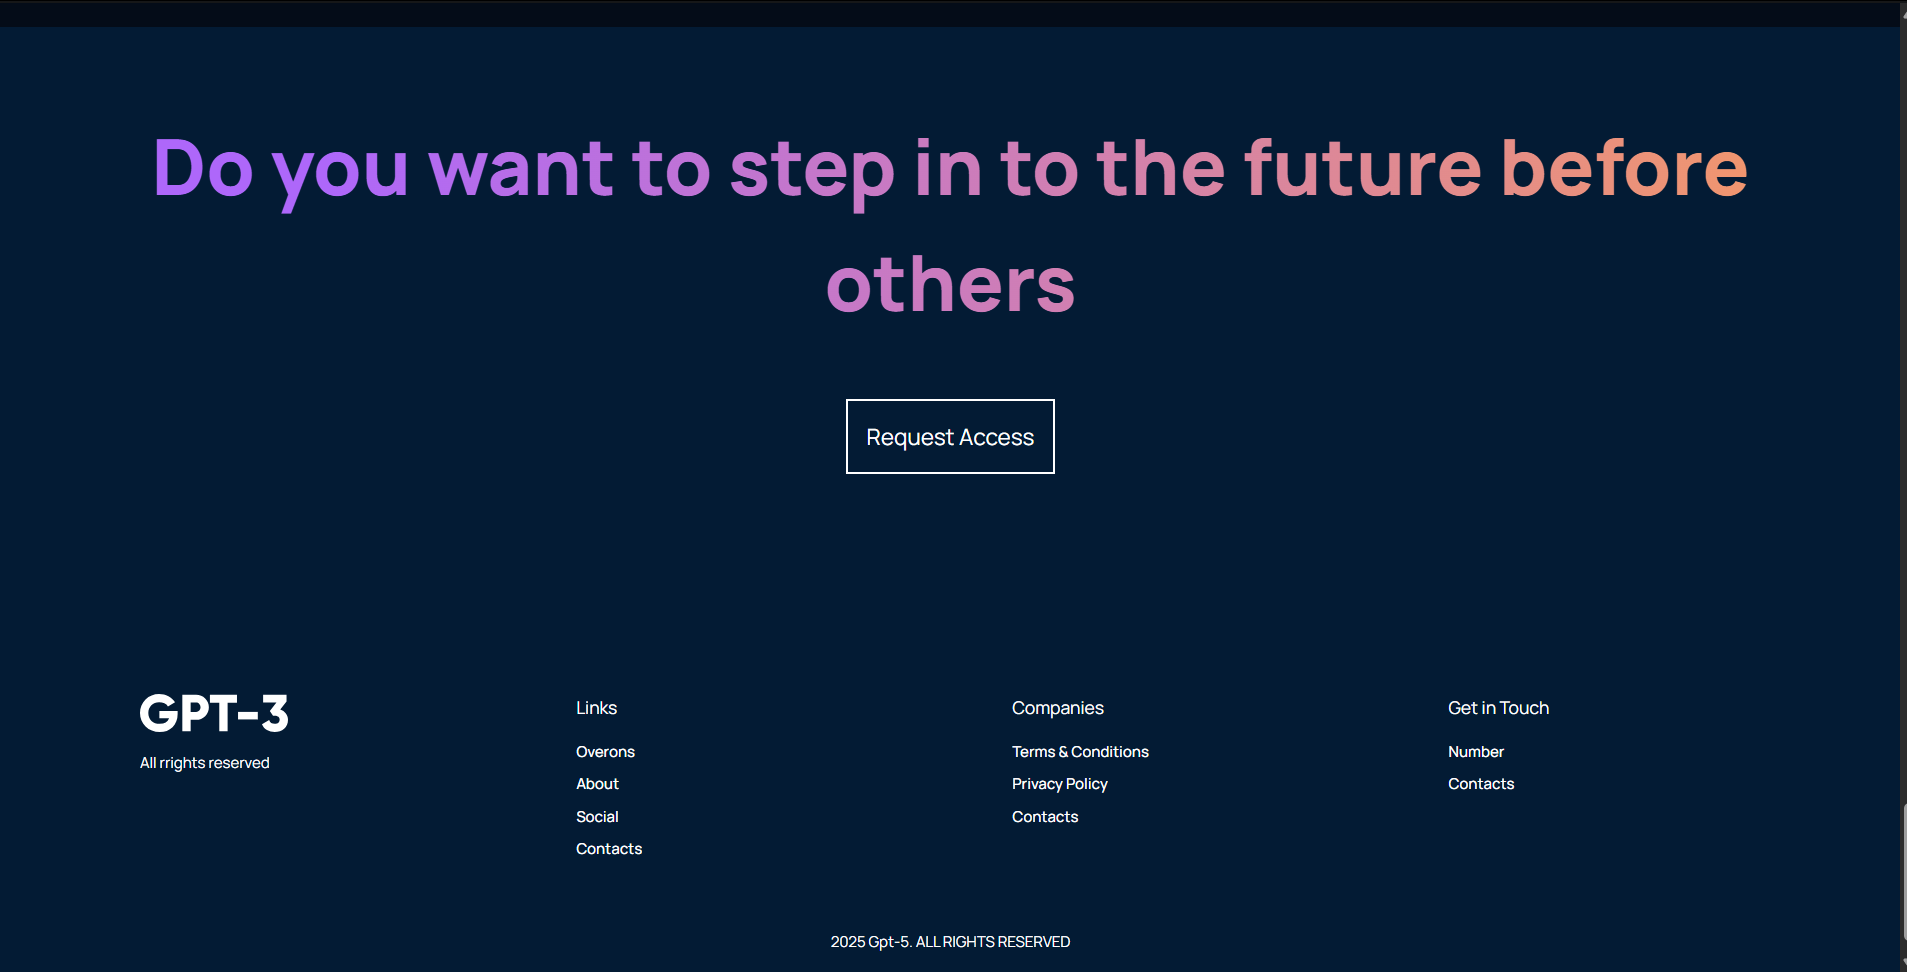 Do you want to step in to the future before
others
Request Access
GPT-3
All rrights reserved
Links
Overons
About
Social
Contacts
Companies
Terms & Conditions
Privacy Policy
Contacts
Get in Touch
Number
Contacts
2025 Gpt-5. ALL RIGHTS RESERVED